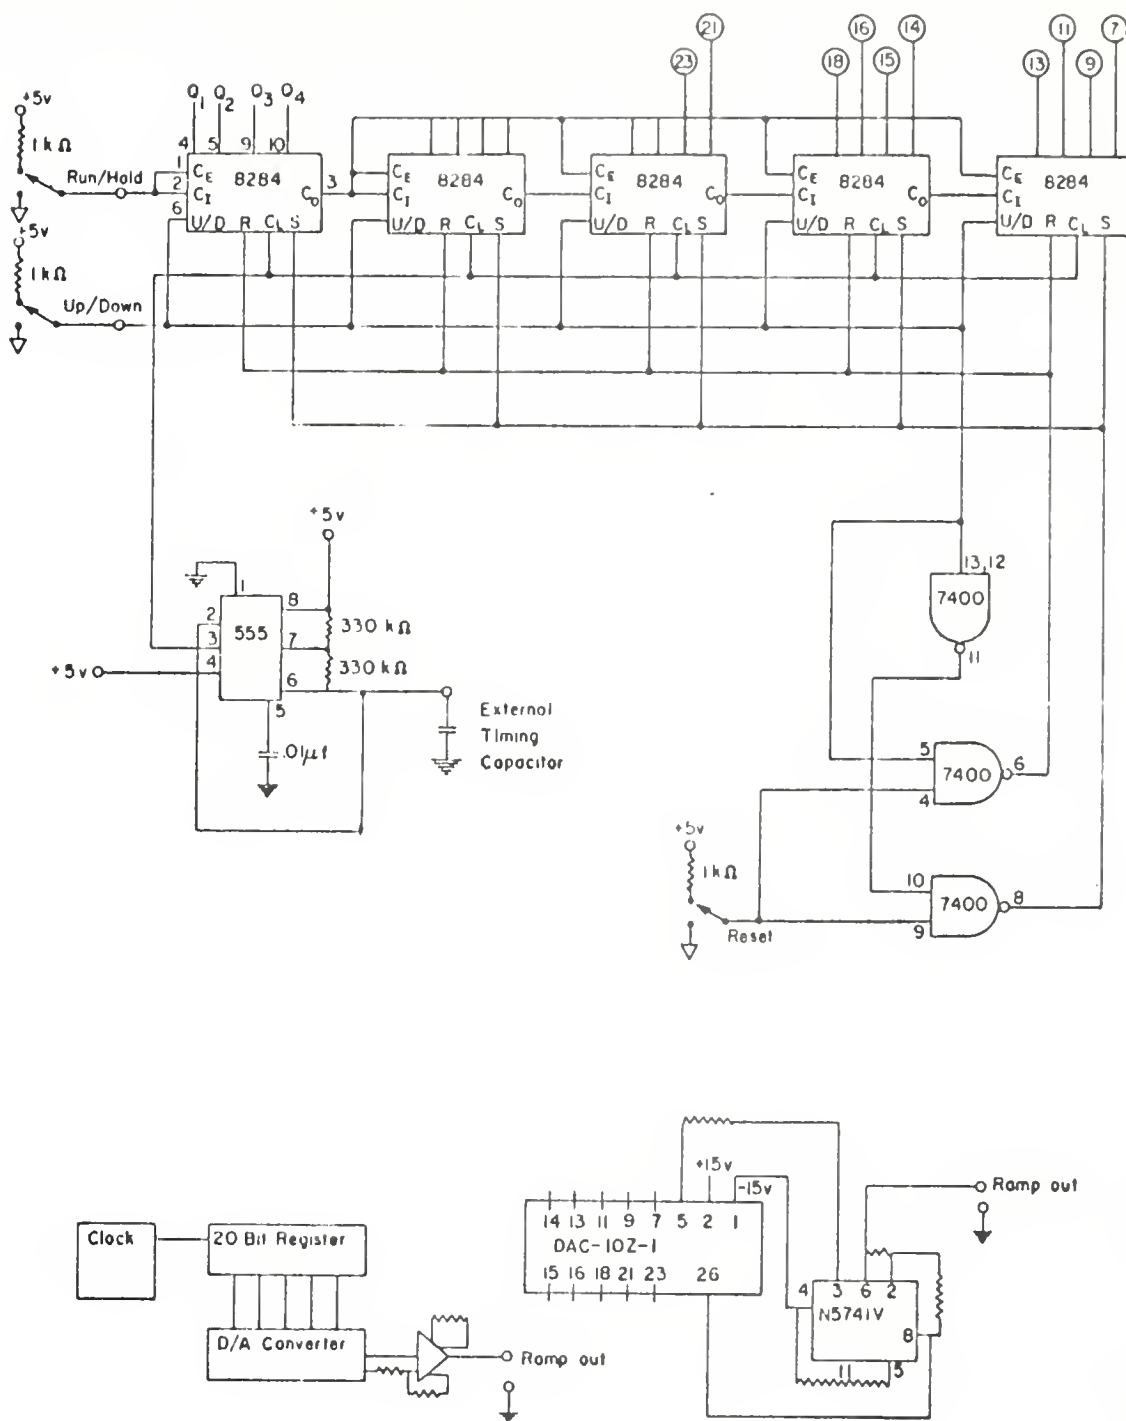 21 16 14 11 7
23 18 15 13 9
+5v Q1 Q2 Q3 Q4
1kΩ
4 5 9 10
Run/Hold
1 CE 8284 3
2 CI CO
6 U/D R CL S
CE 8284
CI CO
U/D R CL S
CE 8284
CI CO
U/D R CL S
CE 8284
CI CO
U/D R CL S
CE 8284
CI
U/D R CL S
+5v
1kΩ
Up/Down
+5v
1
2 8
555 330 kΩ
3 7
4 330 kΩ
+5v 6
5
.01μf
External
Timing
Capacitor
13,12
7400
11
5
7400 6
4
+5v
1kΩ
Reset
10
7400 8
9
Clock
20 Bit Register
D/A Converter
Ramp out
+15v
-15v
14 13 11 9 7 5 2 1
DAC-10Z-1
15 16 18 21 23 26
Ramp out
4 3 6 2
N5741V
8
11 5